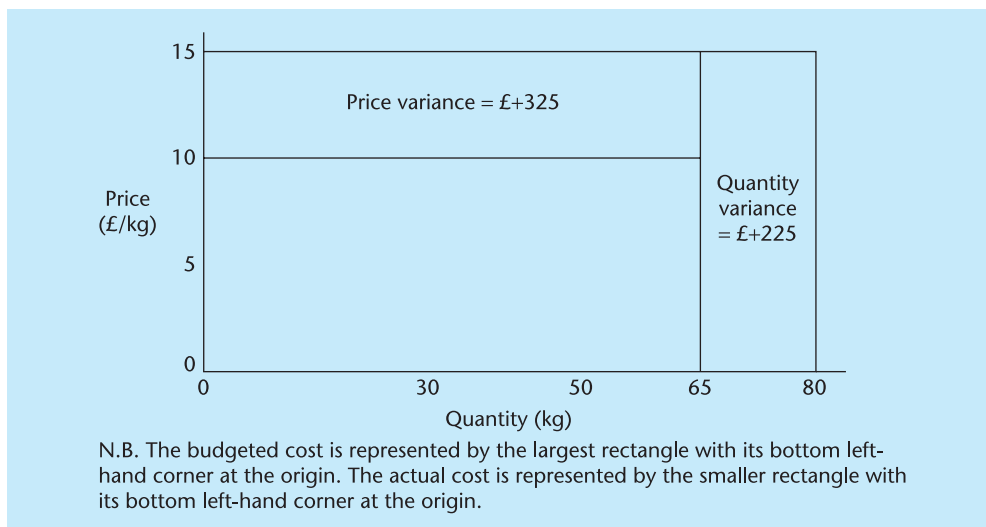 15
Price variance = £+325
10
Price
(£/kg)
Quantity
variance
= £+225
5
0
0 30 50 65 80
Quantity (kg)
N.B. The budgeted cost is represented by the largest rectangle with its bottom left-
hand corner at the origin. The actual cost is represented by the smaller rectangle with
its bottom left-hand corner at the origin.